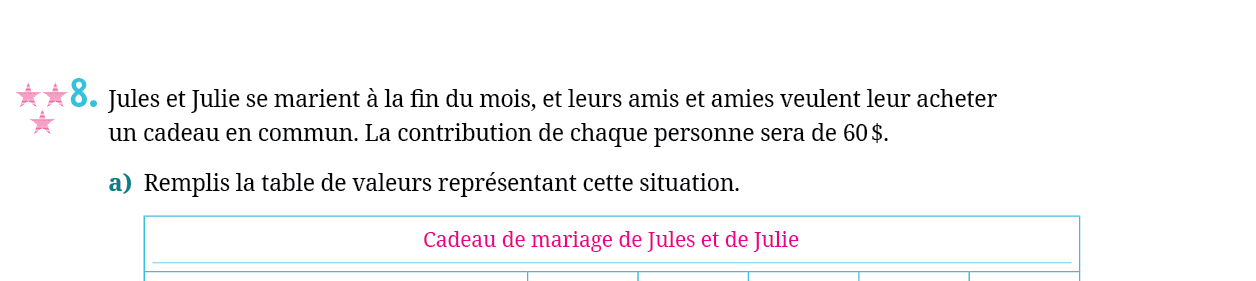 8. Jules et Julie se marient à la fin du mois, et leurs amis et amies veulent leur acheter
un cadeau en commun. La contribution de chaque personne sera de 60 $.
a) Remplis la table de valeurs représentant cette situation.
Cadeau de mariage de Jules et de Julie